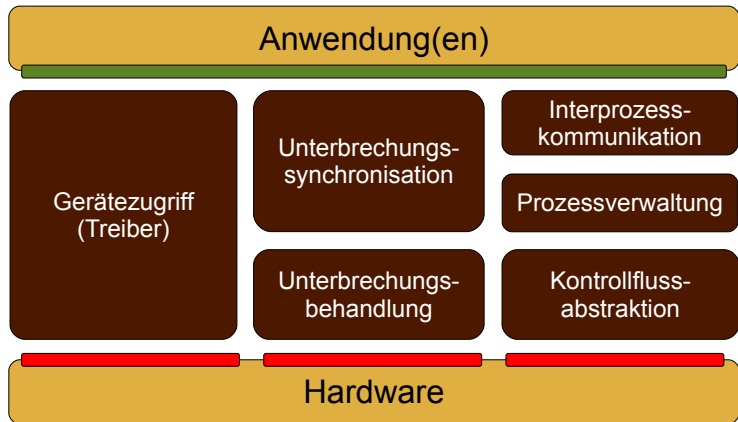 Anwendung(en)
Gerätezugriff
(Treiber)
Unterbrechungs-
synchronisation
Unterbrechungs-
behandlung
Interprozess-
kommunikation
Prozessverwaltung
Kontrollfluss-
abstraktion
Hardware